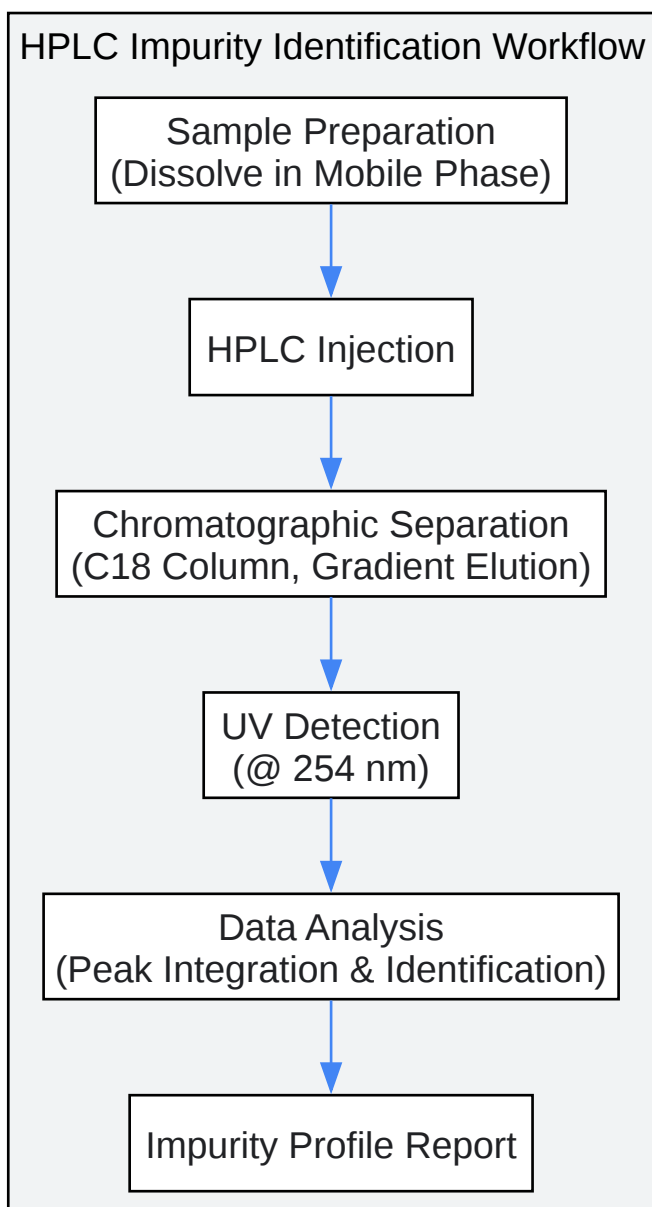 HPLC Impurity Identification Workflow
Sample Preparation
(Dissolve in Mobile Phase)
HPLC Injection
Chromatographic Separation
(C18 Column, Gradient Elution)
UV Detection
(@ 254 nm)
Data Analysis
(Peak Integration & Identification)
Impurity Profile Report